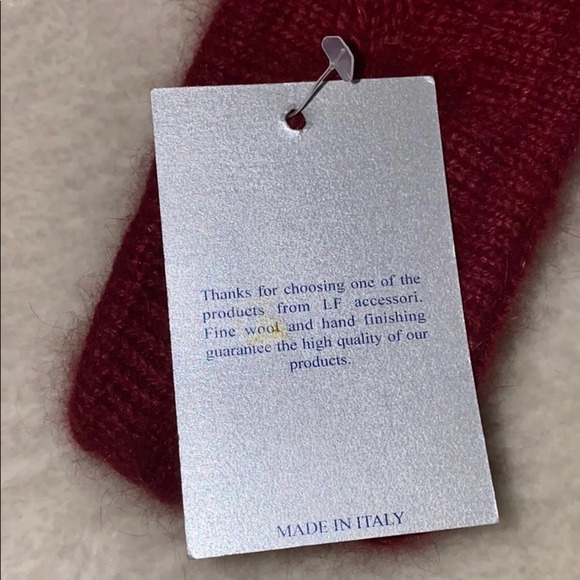 Thanks for choosing one of the
products from LF accessori.
Fine wool and hand finishing
guarantee the high quality of our
products.
MADE IN ITALY